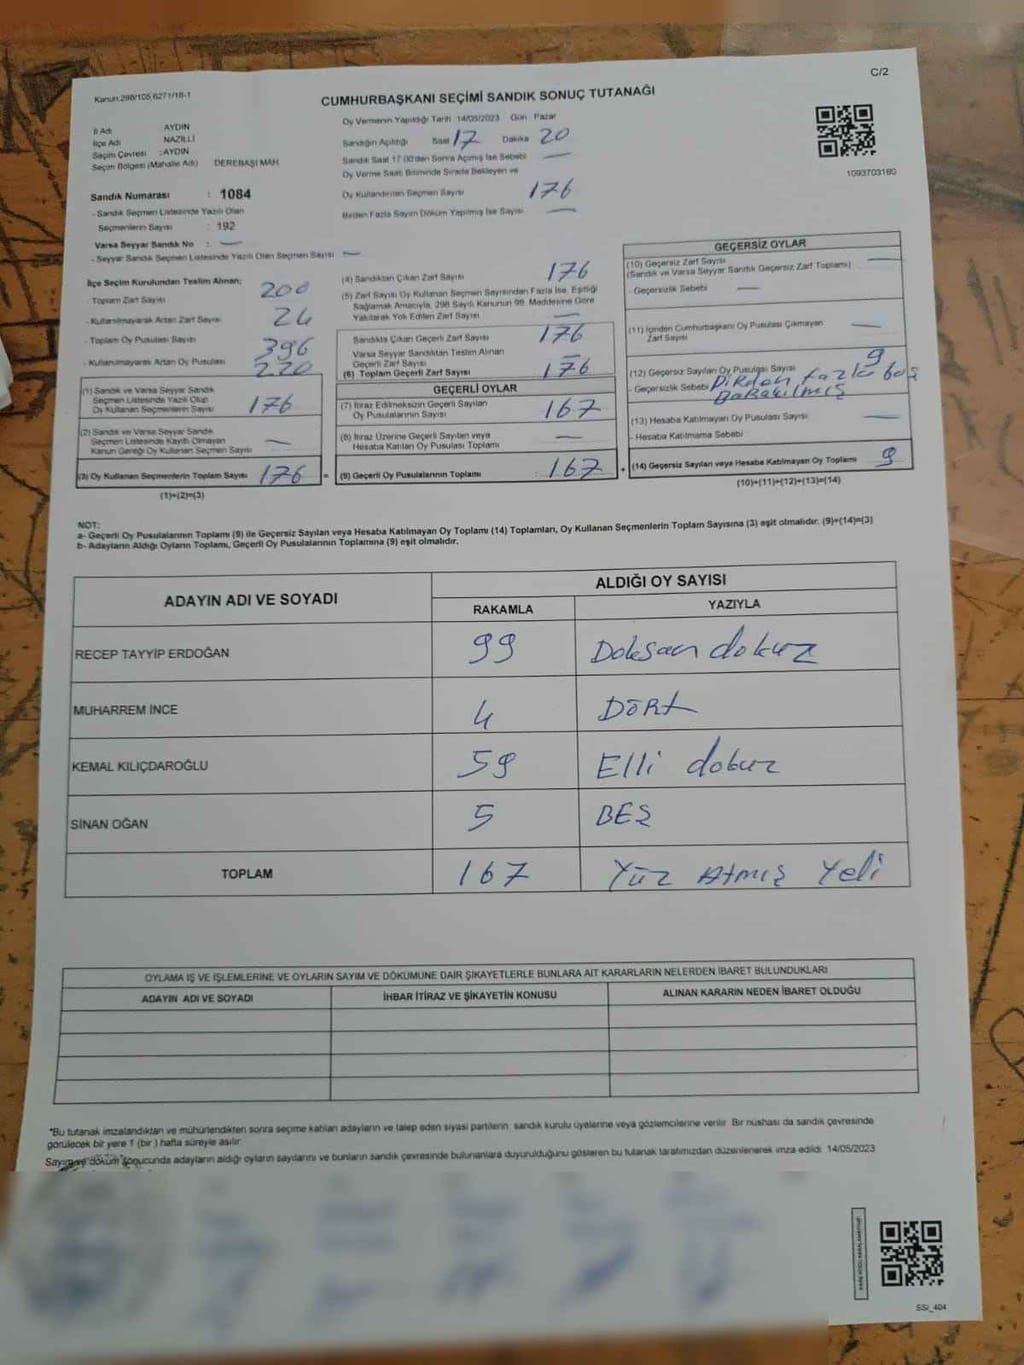 C/2
Kanun:298/105,6271/18-1
CUMHURBAŞKANI SEÇİMİ SANDIK SONUÇ TUTANAĞI
İl Adı AYDIN
İlçe Adı NAZİLLİ
Seçim Çevresi : AYDIN
Seçim Bölgesi (Mahalle Adı) DEREBAŞI MAH
Oy Vermenin Yapıldığı Tarih 14/05/2023 Gün Pazar
Sandığın Açıldığı Saat 17 Dakika 20
Sandık Saat 17:00'den Sonra Açılmış İse Sebebi —
Oy Verme Saati Bitiminde Sırada Bekleyen ve
Oy Kullandırılan Seçmen Sayısı 176
Birden Fazla Sayım Döküm Yapılmış İse Sayısı —
1093703180
Sandık Numarası : 1084
- Sandık Seçmen Listesinde Yazılı Olan
Seçmenlerin Sayısı : 192
Varsa Seyyar Sandık No : —
- Seyyar Sandık Seçmen Listesinde Yazılı Olan Seçmen Sayısı —
İlçe Seçim Kurulundan Teslim Alınan;
- Toplam Zarf Sayısı 200
- Kullanılmayarak Artan Zarf Sayısı 24
- Toplam Oy Pusulası Sayısı 396
- Kullanılmayarak Artan Oy Pusulası 220
(1) Sandık ve Varsa Seyyar Sandık
Seçmen Listesinde Yazılı Olup
Oy Kullanan Seçmenlerin Sayısı 176
(2) Sandık ve Varsa Seyyar Sandık
Seçmen Listesinde Kayıtlı Olmayan
Kanun Gereği Oy Kullanan Seçmen Sayısı —
(3) Oy Kullanan Seçmenlerin Toplam Sayısı 176
(1)+(2)=(3)
(4) Sandıktan Çıkan Zarf Sayısı 176
(5) Zarf Sayısı Oy Kullanan Seçmen Sayısından Fazla İse, Eşitliği
Sağlamak Amacıyla, 298 Sayılı Kanunun 98. Maddesine Göre
Yakılarak Yok Edilen Zarf Sayısı —
Sandıkta Çıkan Geçerli Zarf Sayısı 176
Varsa Seyyar Sandıktan Teslim Alınan
Geçerli Zarf Sayısı —
(6) Toplam Geçerli Zarf Sayısı 176
GEÇERLİ OYLAR
(7) İtiraz Edilmeksizin Geçerli Sayılan
Oy Pusulalarının Sayısı 167
(8) İtiraz Üzerine Geçerli Sayılan veya
Hesaba Katılan Oy Pusulası Toplamı —
= (9) Geçerli Oy Pusulalarının Toplamı : 167
GEÇERSİZ OYLAR
(10) Geçersiz Zarf Sayısı —
(Sandık ve Varsa Seyyar Sandık Geçersiz Zarf Toplamı)
- Geçersizlik Sebebi —
(11) İçinden Cumhurbaşkanı Oy Pusulası Çıkmayan
Zarf Sayısı —
(12) Geçersiz Sayılan Oy Pusulası Sayısı 9
- Geçersizlik Sebebi Birden fazla boş
Bırakılmış
(13) Hesaba Katılmayan Oy Pusulası Sayısı —
- Hesaba Katılmama Sebebi
+ (14) Geçersiz Sayılan veya Hesaba Katılmayan Oy Toplamı 9
(10)+(11)+(12)+(13)=(14)
NOT:
a- Geçerli Oy Pusulalarının Toplamı (9) ile Geçersiz Sayılan veya Hesaba Katılmayan Oy Toplamı (14) Toplamları, Oy Kullanan Seçmenlerin Toplam Sayısına (3) eşit olmalıdır. (9)+(14)=(3)
b- Adayların Aldığı Oyların Toplamı, Geçerli Oy Pusulalarının Toplamına (9) eşit olmalıdır.
ADAYIN ADI VE SOYADI ALDIĞI OY SAYISI
RAKAMLA YAZIYLA
RECEP TAYYİP ERDOĞAN 99 Doksan dokuz
MUHARREM İNCE 4 Dört
KEMAL KILIÇDAROĞLU 59 Elli dokuz
SİNAN OĞAN 5 BEŞ
TOPLAM 167 Yüz Atmış Yeli
OYLAMA İŞ VE İŞLEMLERİNE VE OYLARIN SAYIM VE DÖKÜMÜNE DAİR ŞİKAYETLERLE BUNLARA AİT KARARLARIN NELERDEN İBARET BULUNDUKLARI
ADAYIN ADI VE SOYADI İHBAR İTİRAZ VE ŞİKAYETİN KONUSU ALINAN KARARIN NEDEN İBARET OLDUĞU
*Bu tutanak imzalandıktan ve mühürlendikten sonra seçime katılan adayların ve talep eden siyasi partilerin sandık kurulu üyelerine veya gözlemcilerine verilir. Bir nüshası da sandık çevresinde
görülecek bir yere 1 (bir) hafta süreyle asılır.
Sayım ve döküm sonucunda adayların aldığı oyların sayılarını ve bunların sandık çevresinde bulunanlara duyurulduğunu gösteren bu tutanak tarafımızdan düzenlenerek imza edildi. 14/05/2023
SSi_404